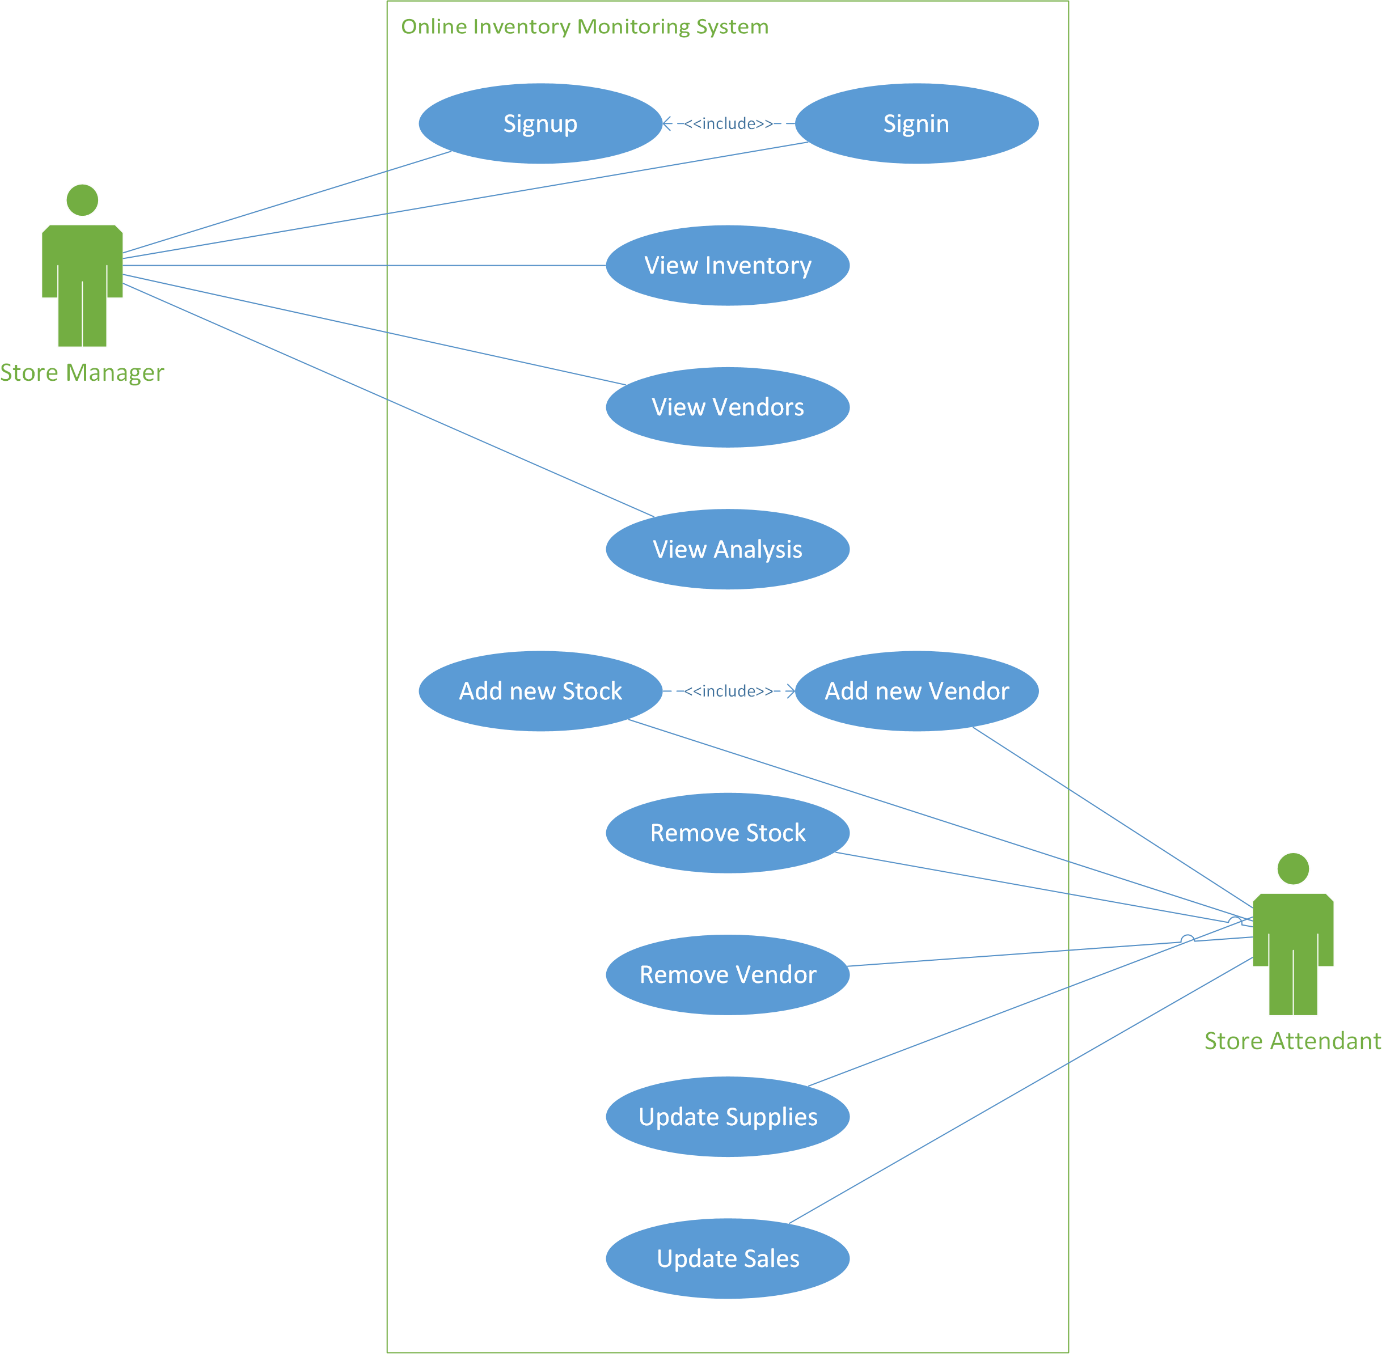 Online Inventory Monitoring System
Signup
<<include>>
Signin
View Inventory
Store Manager
View Vendors
View Analysis
Add new Stock
<<include>>
Add new Vendor
Remove Stock
Remove Vendor
Store Attendant
Update Supplies
Update Sales